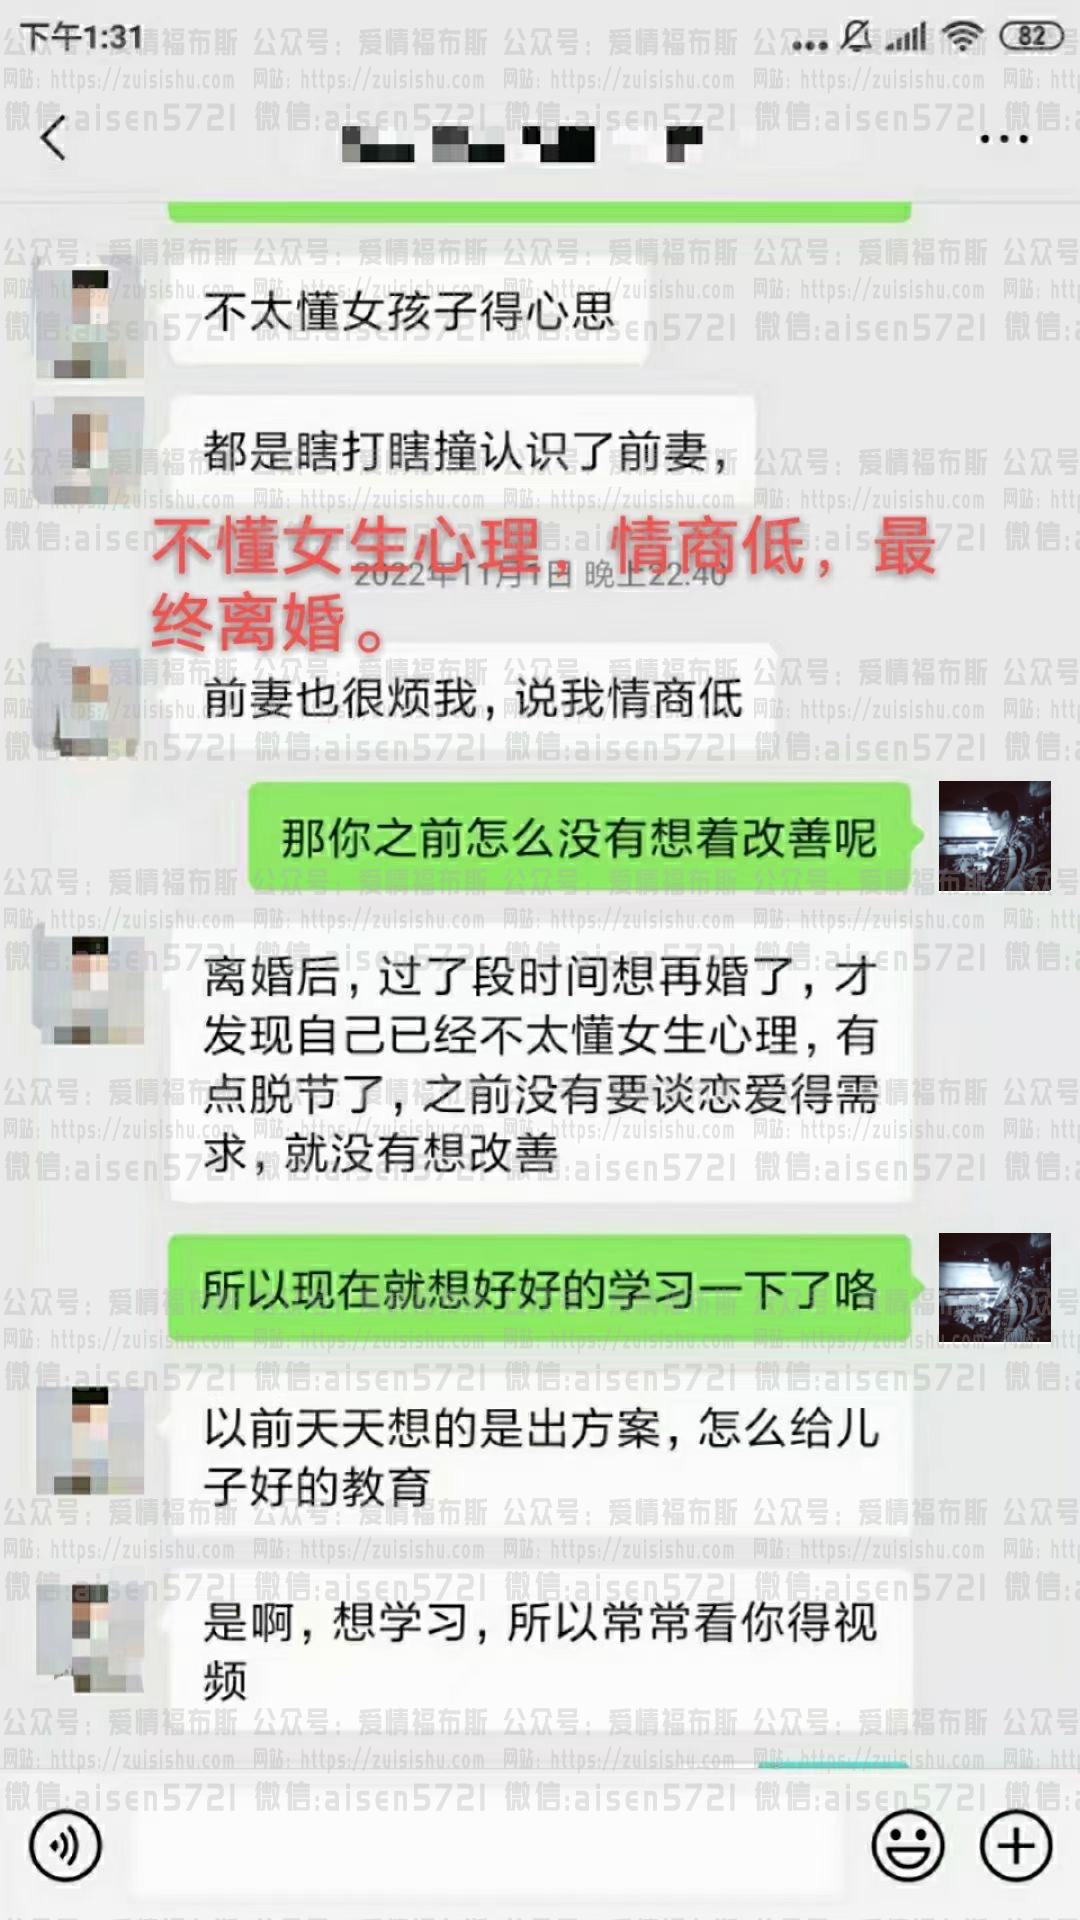 下午1:31
82
不太懂女孩子得心思
都是瞎打瞎撞认识了前妻，
不懂女生心理，情商低，最
2022年11月1日 晚上22:40
终离婚。
前妻也很烦我，说我情商低
那你之前怎么没有想着改善呢
离婚后，过了段时间想再婚了，才
发现自己已经不太懂女生心理，有
点脱节了，之前没有要谈恋爱得需
求，就没有想改善
所以现在就想好好的学习一下了咯
以前天天想的是出方案，怎么给儿
子好的教育
是啊，想学习，所以常常看你得视
频
公众号：爱情福布斯
网站：https://zuisishu.com
微信:aisen5721